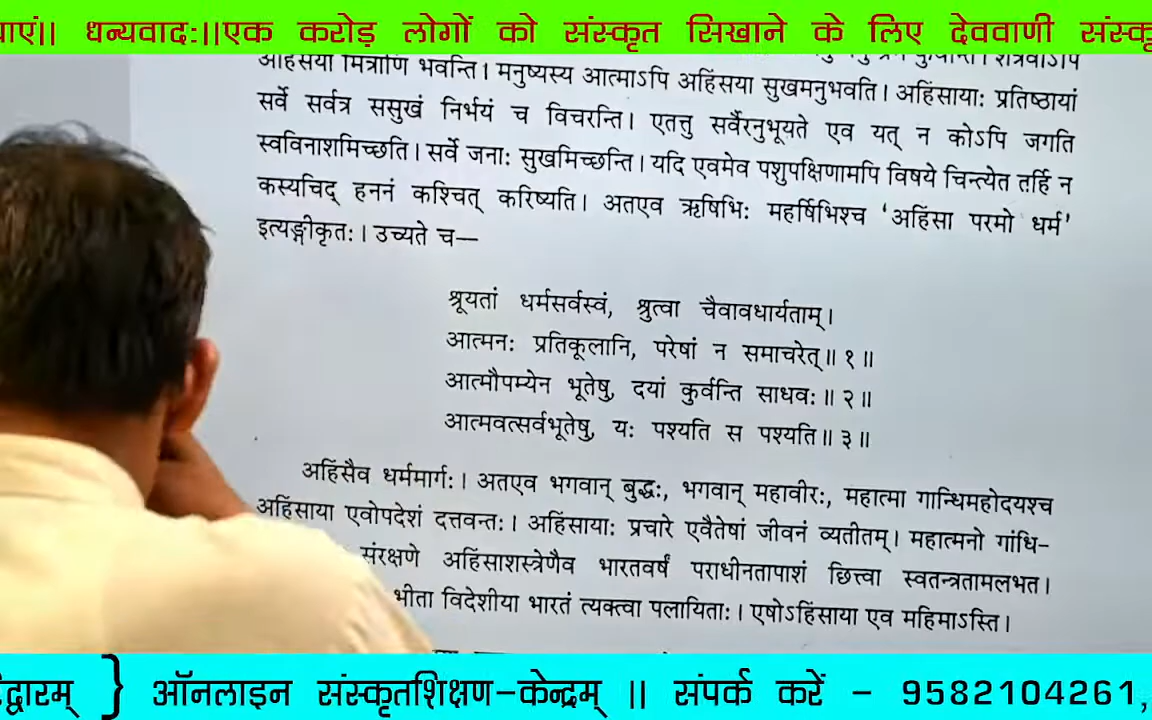 धन्यवाद:||एक करोड़ लोगों को संस्कृत सिखाने के लिए देववाणी
मित्राणि भवन्ति। मनुष्यस्य आत्माऽपि अहिंसया सुखमनुभवति। अहिंसाया: प्रतिष्ठायां
सर्वे सर्वत्र ससुखं निर्भयं च विचरन्ति। एतत्तु सर्वैरनुभूयते एव यत् न कोऽपि जगति
स्वविनाशमिच्छति। सर्वे जना: सुखमिच्छन्ति। यदि एवमेव पशुपक्षिणामपि विषये चिन्त्येत तर्हि न
कस्यचिद् हननं कश्चित् करिष्यति। अतएव ऋषिभि: महर्षिभिश्च ‘अहिंसा परमो धर्म’
इत्यङ्गीकृत:। उच्यते च—
श्रूयतां धर्मसर्वस्वं, श्रुत्वा चैवावधार्यताम्।
आत्मन: प्रतिकूलानि, परेषां न समाचरेत्॥ १ ॥
आत्मौपम्येन भूतेषु, दयां कुर्वन्ति साधव:॥ २॥
आत्मवत्सर्वभूतेषु, य: पश्यति स पश्यति॥ ३॥
अहिंसैव धर्ममार्ग:। अतएव भगवान् बुद्ध:, भगवान् महावीर:, महात्मा गान्धिमहोदयश्च
अहिंसाया एवोपदेशं दत्तवन्त:। अहिंसाया: प्रचारे एवैतेषां जीवनं व्यतीतम्। महात्मनो गांधि-
संरक्षणे अहिंसाशस्त्रेणैव भारतवर्षं पराधीनतापाशं छित्त्वा स्वतन्त्रतामलभत।
भीता विदेशीया भारतं त्यक्त्वा पलायिता:। एषोऽहिंसाया एव महिमाऽस्ति।
} ऑनलाइन संस्कृतशिक्षण-केन्द्रम् || संपर्क करें - 9582104261,